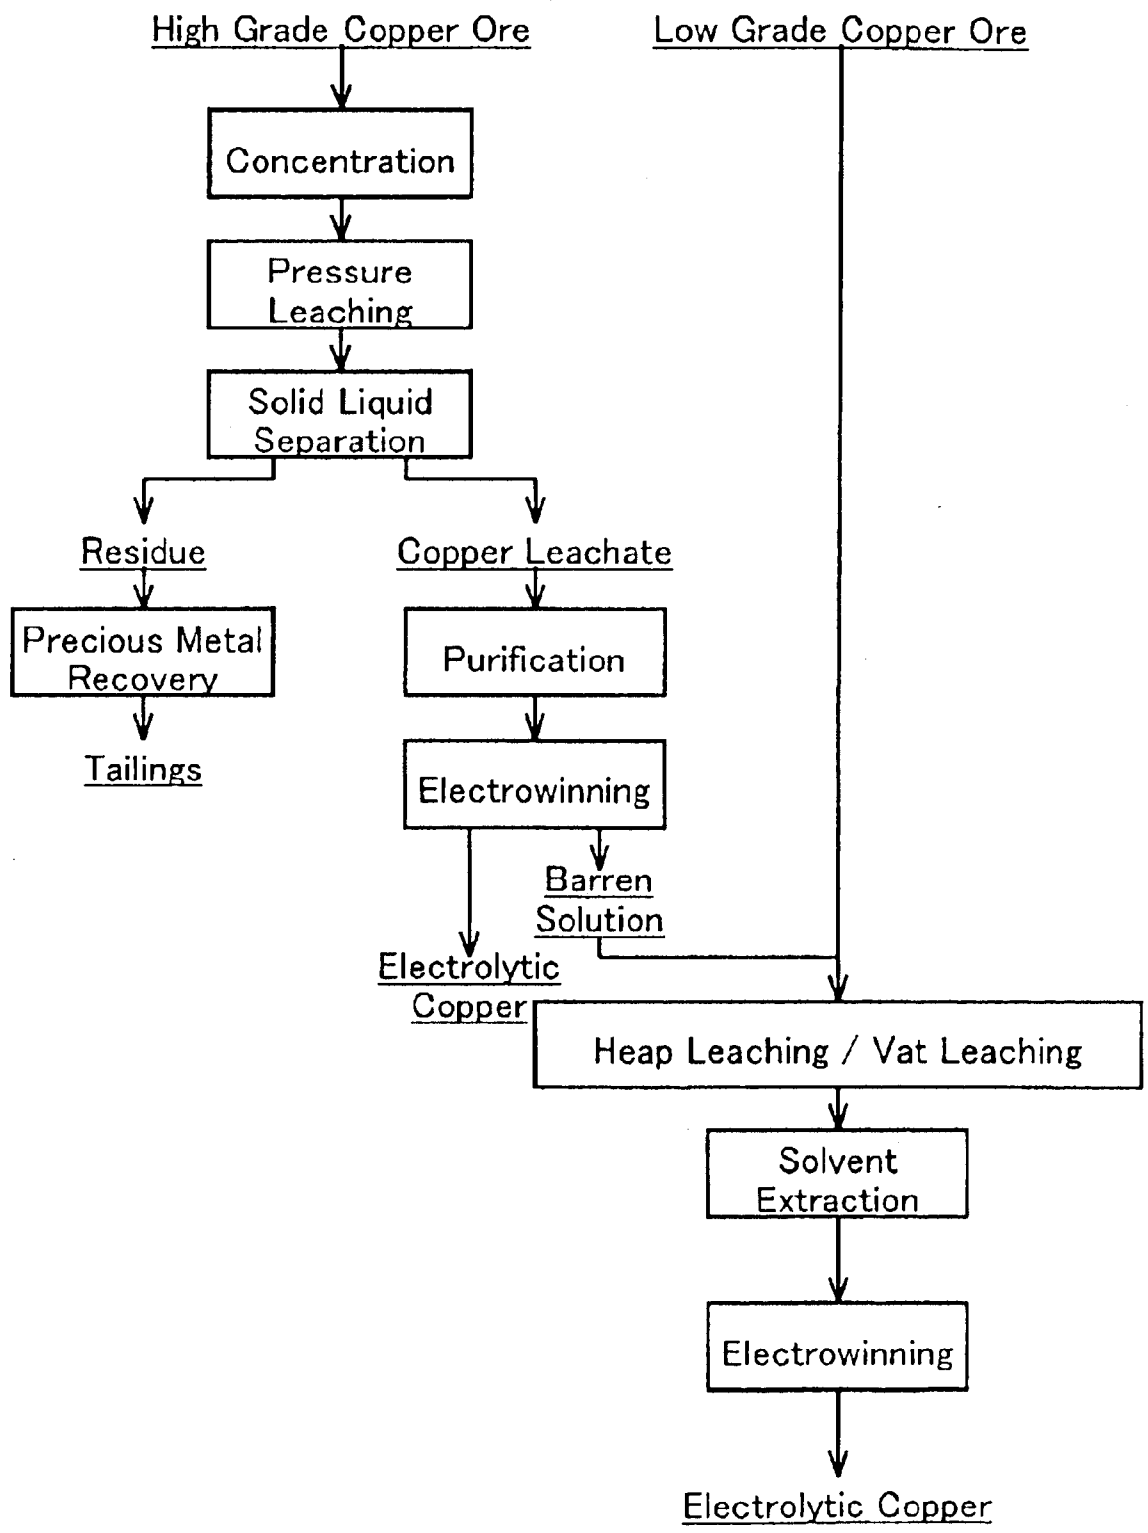 High Grade Copper Ore
Low Grade Copper Ore
Concentration
Pressure
Leaching
Solid Liquid
Separation
Residue
Copper Leachate
Precious Metal
Recovery
Purification
Tailings
Electrowinning
Barren
Solution
Electrolytic
Copper
Heap Leaching / Vat Leaching
Solvent
Extraction
Electrowinning
Electrolytic Copper